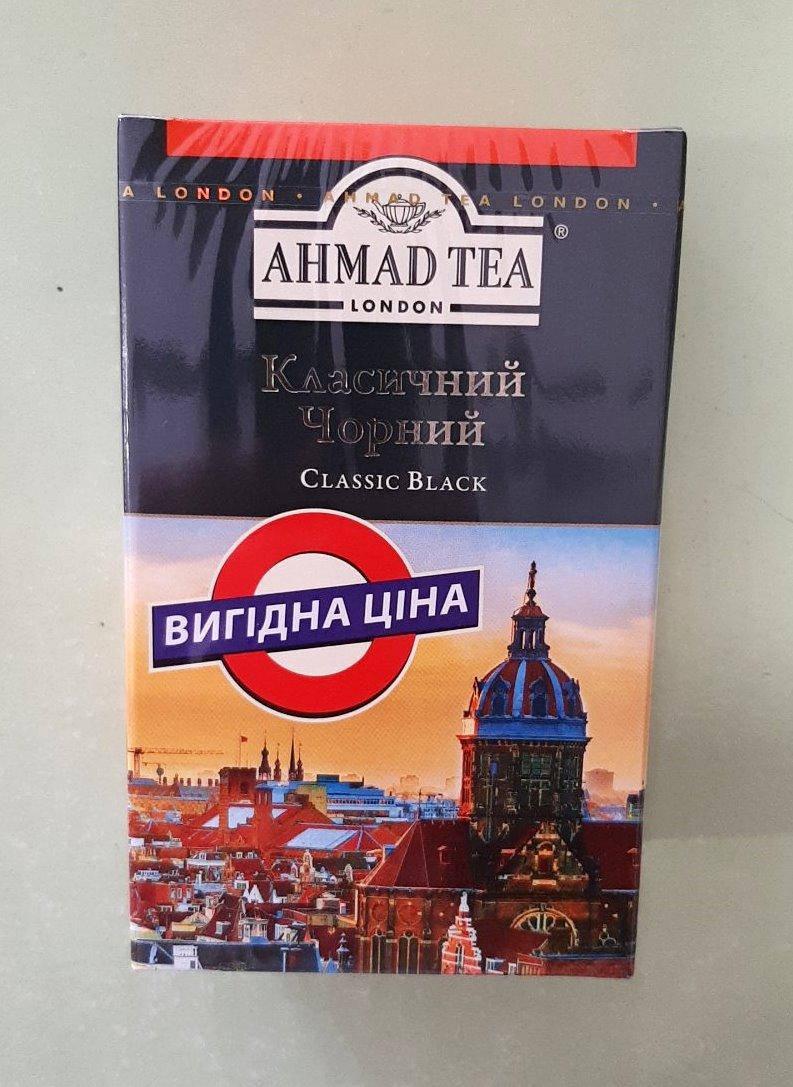 A LONDON • AHMAD TEA LONDON •
AHMAD TEA ®
LONDON
Класичний
Чорний
CLASSIC BLACK
ВИГІДНА ЦІНА